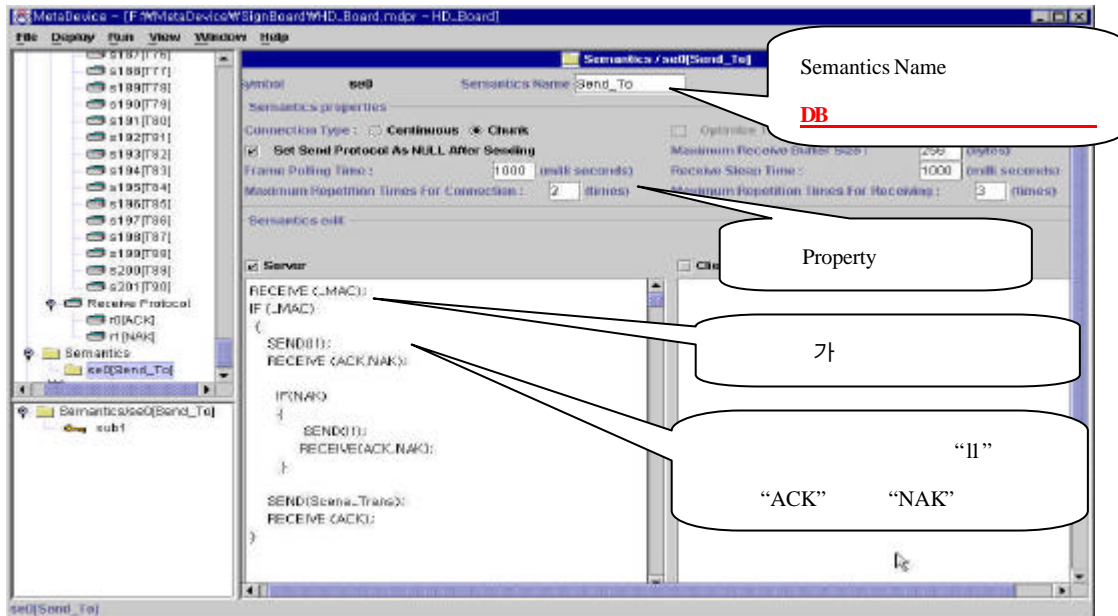 MetaDevice - [F:\MetaDevice\SignBoard\HD_Board.mdpr - HD_Board]
File Display Run View Window Help
s187[T76]
s188[T77]
s189[T78]
s190[T79]
s191[T80]
s192[T81]
s193[T82]
s194[T83]
s195[T84]
s196[T85]
s197[T86]
s198[T87]
s199[T88]
s200[T89]
s201[T90]
Receive Protocol
r0[ACK]
r1[NAK]
Semantics
se0[Send_To]
Semantics/se0[Send_To]
sub1
Semantics / se0[Send_To]
ymbol se0 Semantics Name Send_To
Semantics properties
Connection Type : Continuous Chunk
Optimize
Set Send Protocol As NULL After Sending
Maximum Receive Buffer Size : (bytes)
Frame Polling Time : 1000 (milli seconds)
Receive Sleep Time : 1000 (milli seconds)
Maximum Repetition Times For Connection : 2 (times)
Maximum Repetition Times For Receiving : 3 (times)
Semantics edit
Server
Clie
RECEIVE (_MAC);
IF (_MAC)
{
SEND(I1);
RECEIVE (ACK,NAK);
IF(NAK)
{
SEND(I1);
RECEIVE(ACK,NAK);
}
SEND(Scene_Trans);
RECEIVE (ACK);
}
Semantics Name
DB
Property
가
“I1”
“ACK” “NAK”
se0[Send_To]